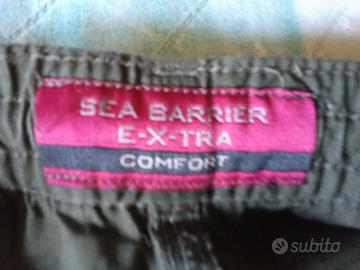 SEA BARRIER
E-X-TRA
COMFORT
subito